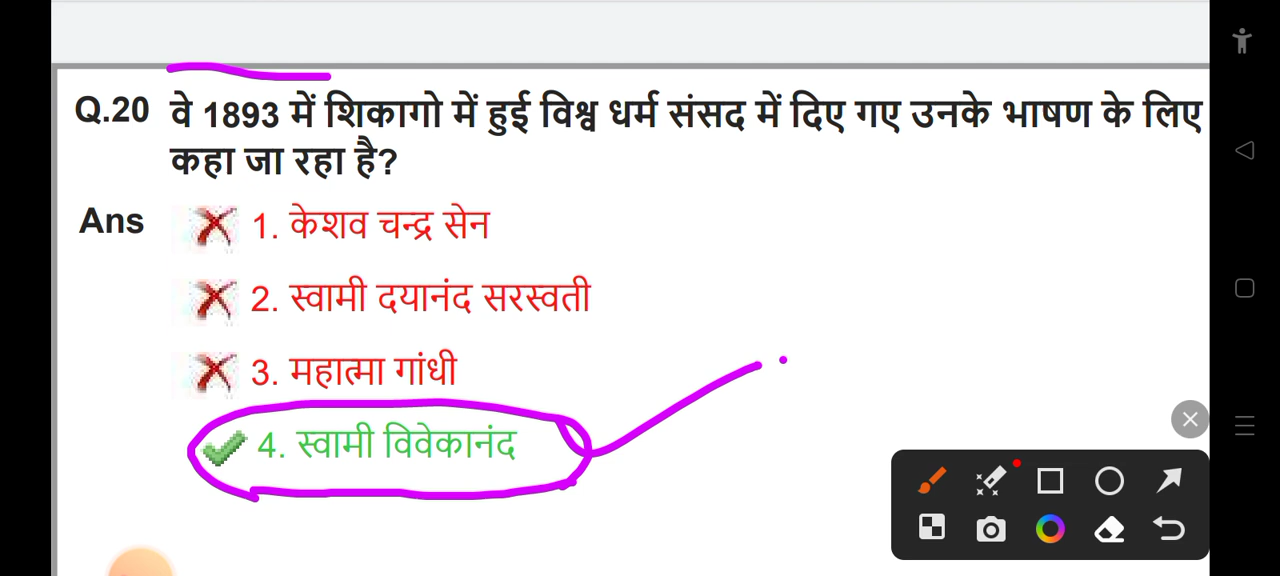 Q.20 वे 1893 में शिकागो में हुई विश्व धर्म संसद में दिए गए उनके भाषण के लिए
कहा जा रहा है?
Ans 1. केशव चन्द्र सेन
2. स्वामी दयानंद सरस्वती
3. महात्मा गांधी
4. स्वामी विवेकानंद